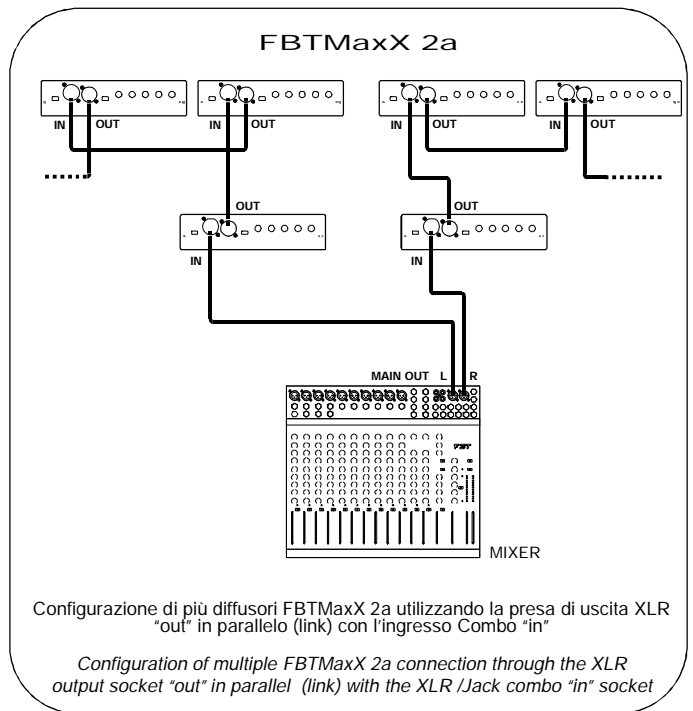 FBTMaxX 2a
IN OUT IN OUT IN OUT IN OUT
OUT OUT
IN IN
MAIN OUT L R
FBT
MIXER
Configurazione di più diffusori FBTMaxX 2a utilizzando la presa di uscita XLR
"out" in parallelo (link) con l'ingresso Combo "in"
Configuration of multiple FBTMaxX 2a connection through the XLR
output socket "out" in parallel (link) with the XLR /Jack combo "in" socket